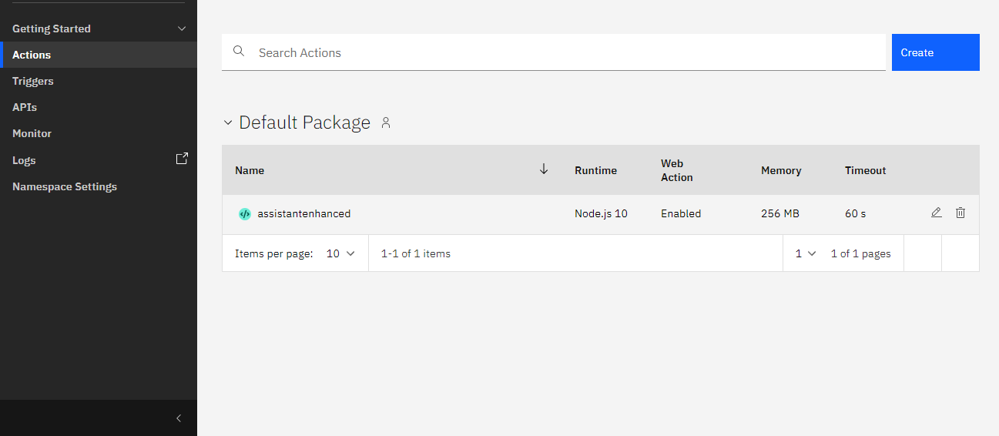 Getting Started
Actions
Triggers
APIs
Monitor
Logs
Namespace Settings
Search Actions
Create
Default Package
Name Runtime Web Action Memory Timeout
assistantenhanced Node.js 10 Enabled 256 MB 60 s
Items per page: 10 1-1 of 1 items 1 1 of 1 pages